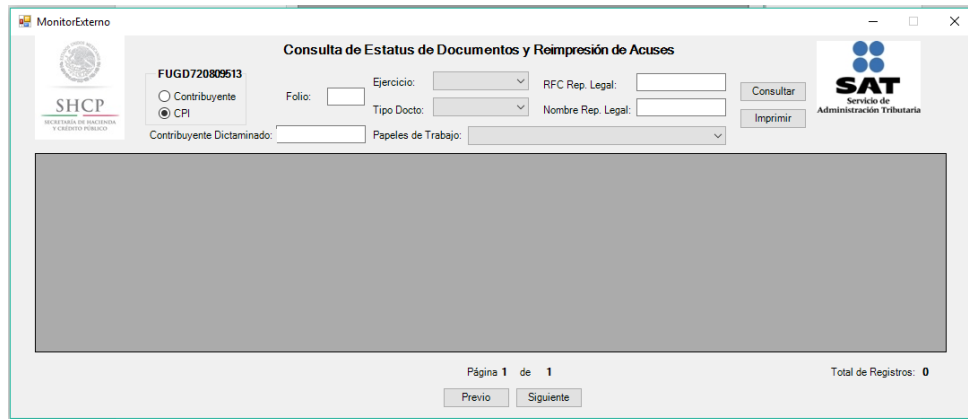 MonitorExterno
Consulta de Estatus de Documentos y Reimpresión de Acuses
SHCP
SECRETARÍA DE HACIENDA
Y CRÉDITO PÚBLICO
FUGD720809513
Contribuyente
CPI
Folio:
Ejercicio:
Tipo Docto:
RFC Rep. Legal:
Nombre Rep. Legal:
Consultar
Imprimir
SAT
Servicio de
Administración Tributaria
Contribuyente Dictaminado:
Papeles de Trabajo:
Página 1 de 1
Total de Registros: 0
Previo
Siguiente